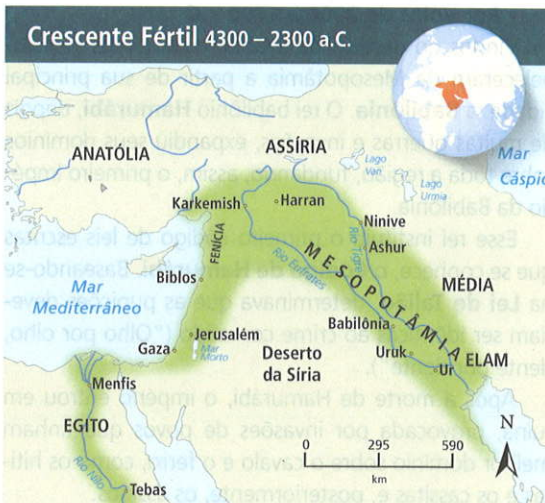 Crescente Fértil 4300 – 2300 a.C.
ANATÓLIA
ASSÍRIA
Lago
Van
Lago
Urmia
Mar
Cáspio
Karkemish
Harran
Ninive
Ashur
Rio Tigre
FENÍCIA
Rio Eufrates
MESOPOTÂMIA
MÉDIA
Biblos
Mar
Mediterrâneo
Babilônia
Jerusalém
Mar
Morto
Gaza
Deserto
da Síria
Uruk
Ur
ELAM
Menfis
EGITO
Rio Nilo
Tebas
N
0 295 590
km